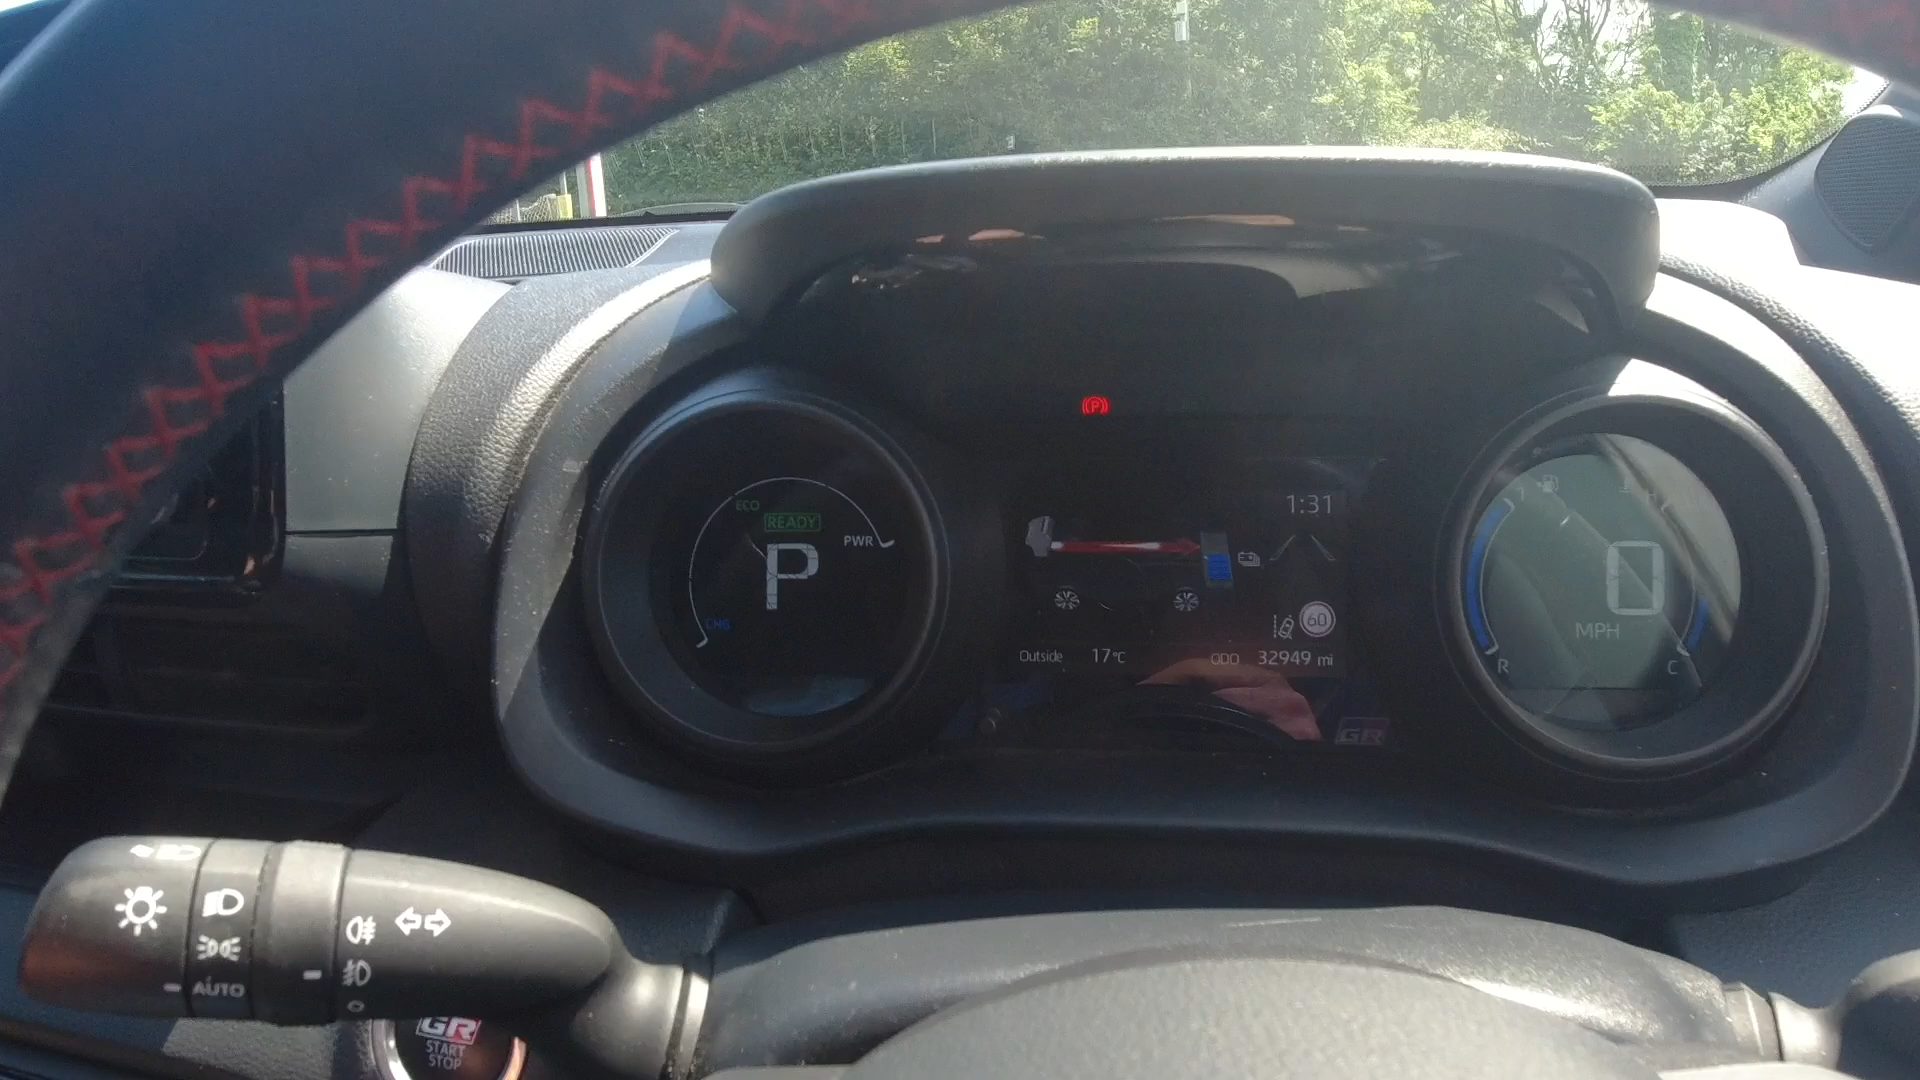 1:31
ECO
READY
PWR
P
CHG
0
MPH
60
Outside 17°C ODO 32949 mi
R C
GR
AUTO
GR
START
STOP